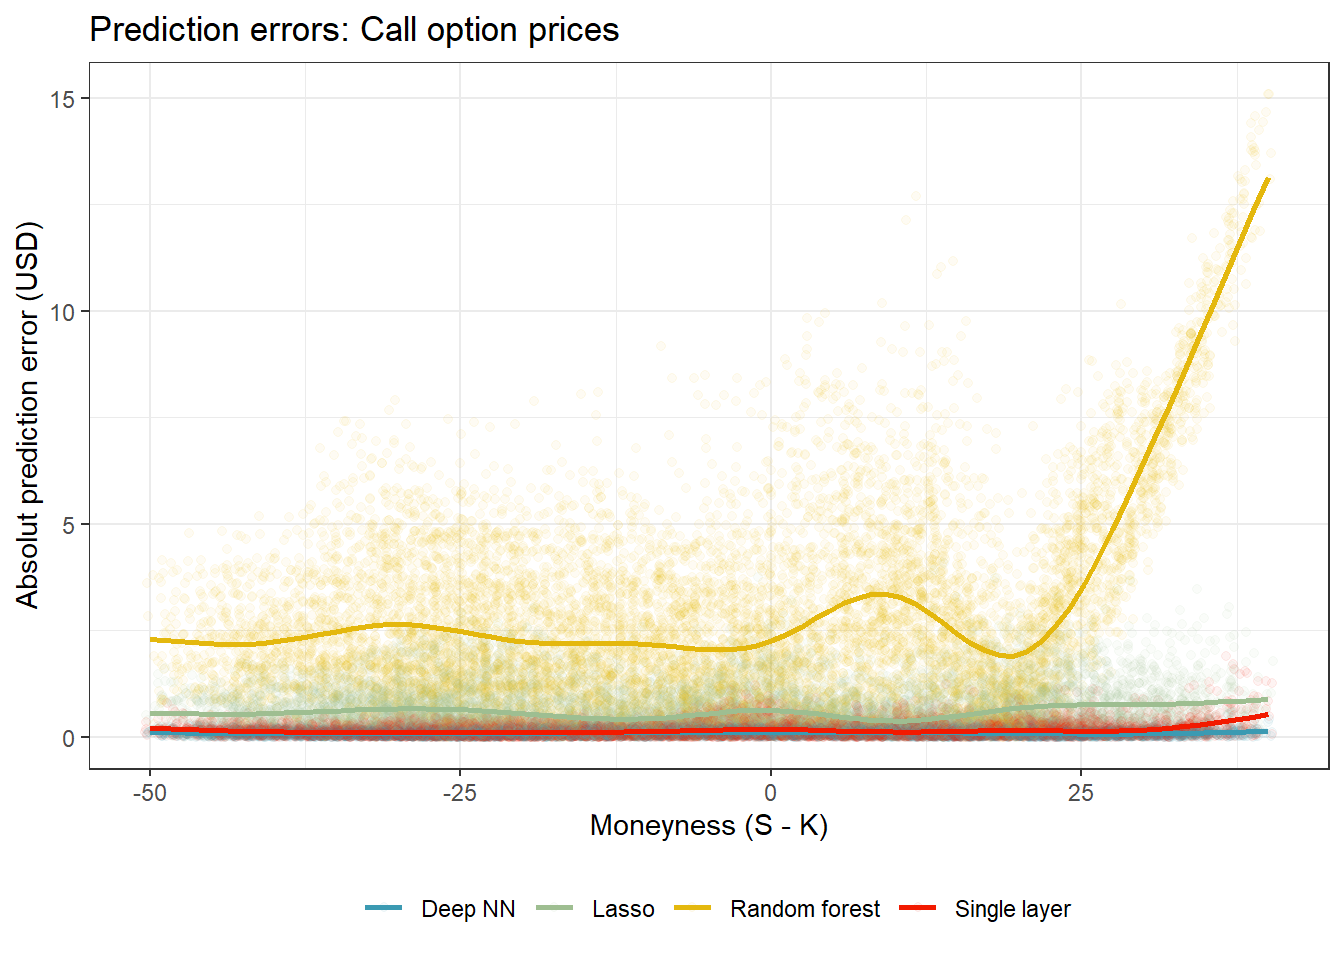 Prediction errors: Call option prices
Absolut prediction error (USD)
15
10
5
0
-50 -25 0 25
Moneyness (S - K)
Deep NN Lasso Random forest Single layer